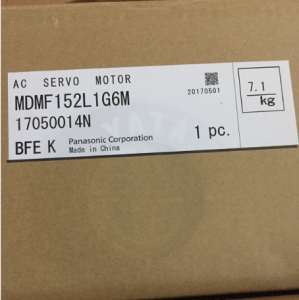 AC SERVO MOTOR
MDMF152L1G6M
20170501
7.1
kg
17050014N
BFE K
Panasonic Corporation
Made in China
1 pc.